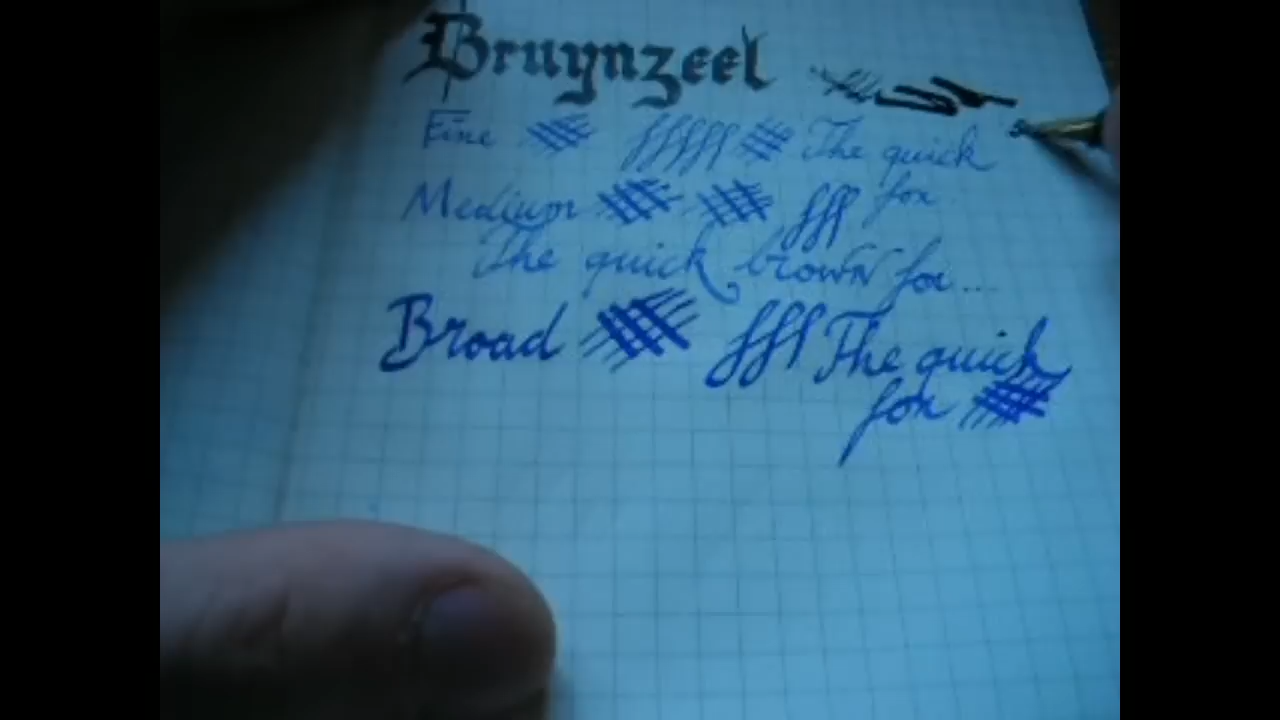 Bruynzeel
Fine The quick
fox
Medium
The quick brown fox...
Broad The quick
fox